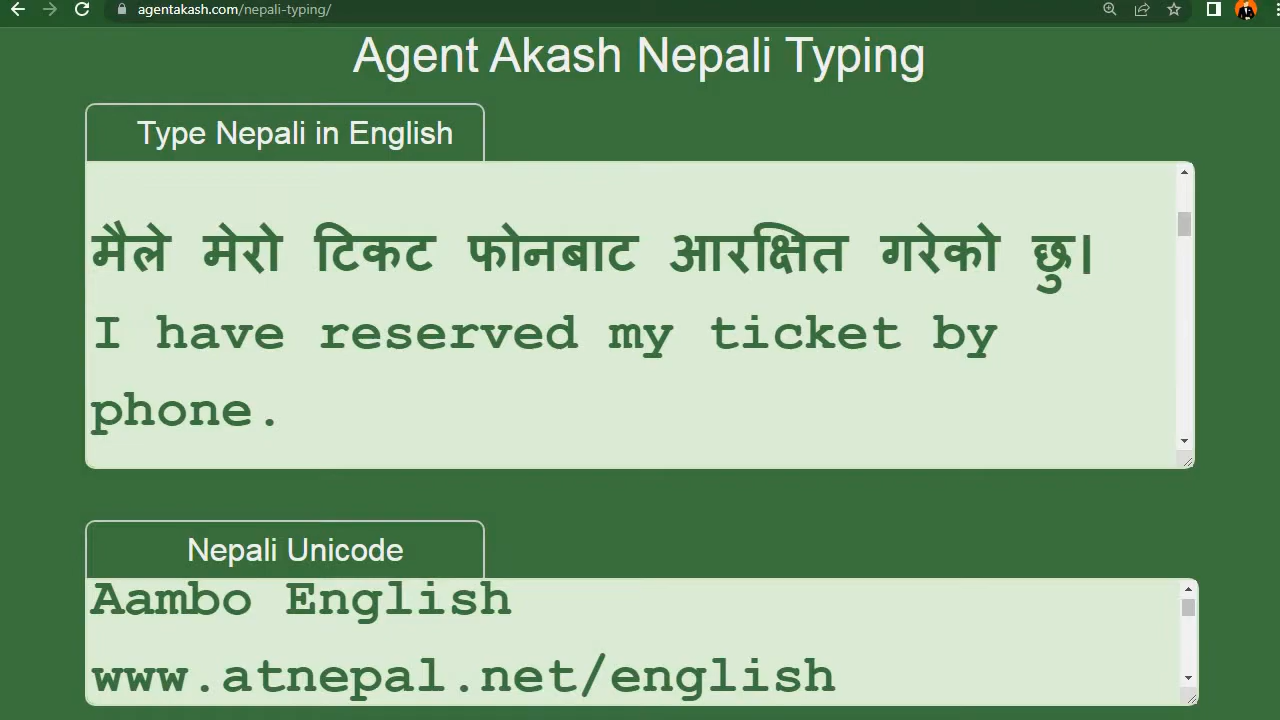 agentakash.com/nepali-typing/
Agent Akash Nepali Typing
Type Nepali in English
मैले मेरो टिकट फोनबाट आरक्षित गरेको छु।
I have reserved my ticket by
phone.
Nepali Unicode
Aambo English
www.atnepal.net/english